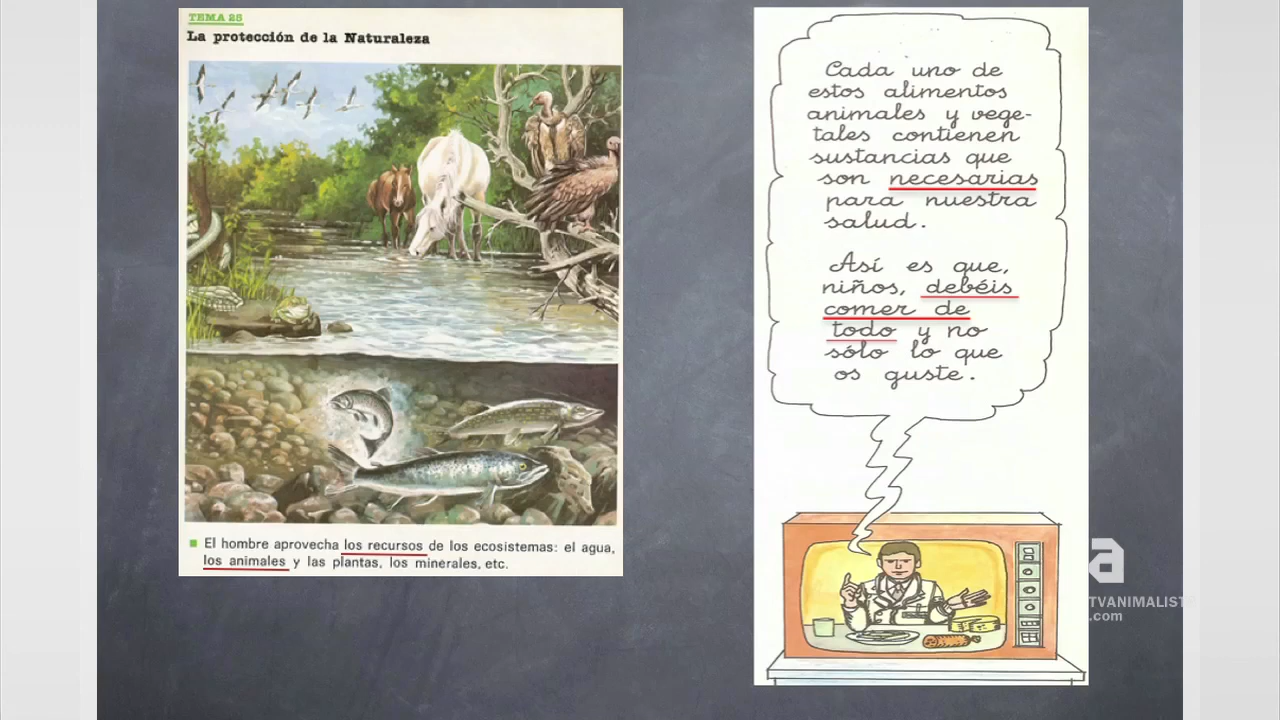 TEMA 25
La protección de la Naturaleza
El hombre aprovecha los recursos de los ecosistemas: el agua,
los animales y las plantas, los minerales, etc.
Cada uno de
estos alimentos
animales y vege-
tales contienen
sustancias que
son necesarias
para nuestra
salud.
Así es que,
niños, debéis
comer de
todo y no
sólo lo que
os guste.
a
TVANIMALIST
.com